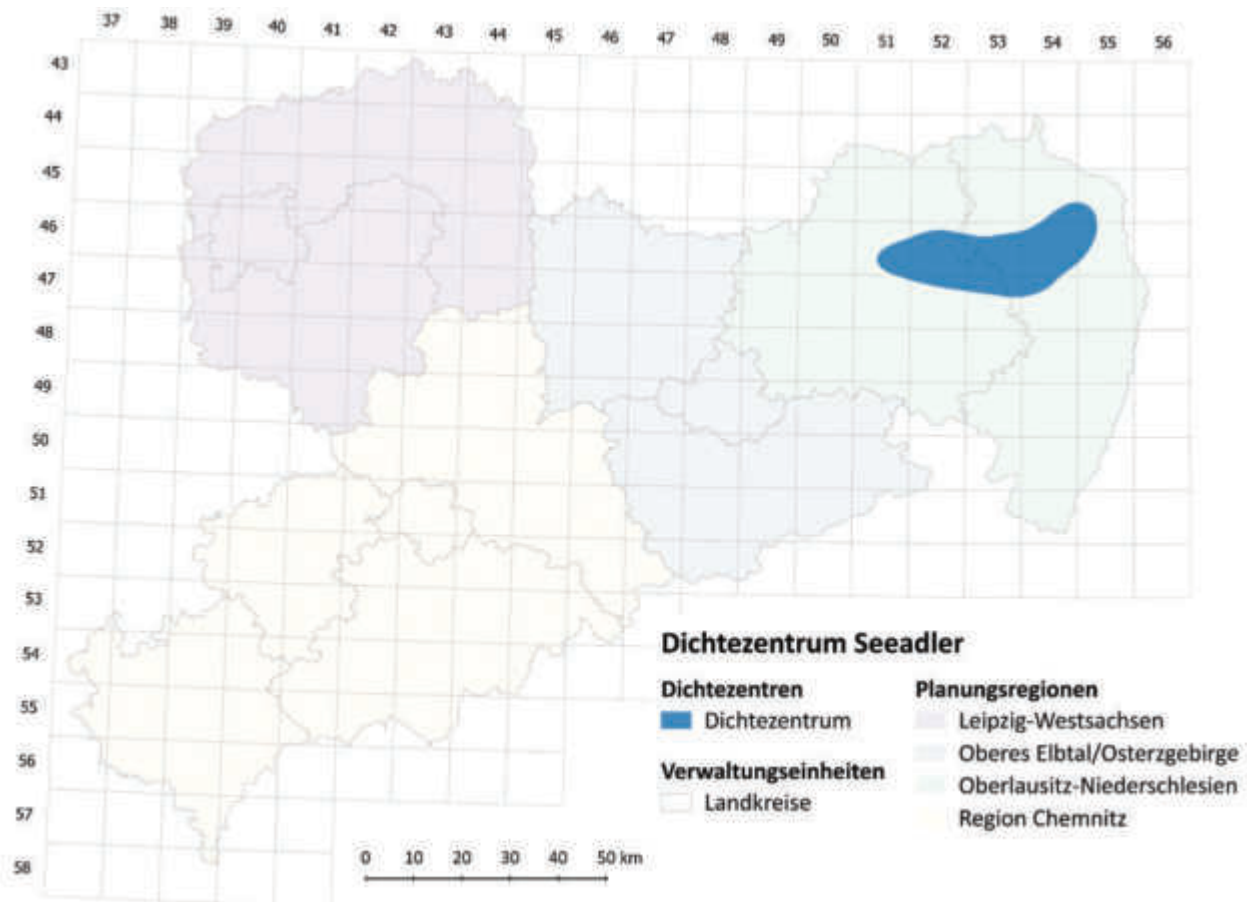 37 38 39 40 41 42 43 44 45 46 47 48 49 50 51 52 53 54 55 56
43
44
45
46
47
48
49
50
51
52
53
54
55
56
57
58
Dichtezentrum Seeadler
Dichtezentren
Dichtezentrum
Verwaltungseinheiten
Landkreise
Planungsregionen
Leipzig-Westsachsen
Oberes Elbtal/Osterzgebirge
Oberlausitz-Niederschlesien
Region Chemnitz
0 10 20 30 40 50 km